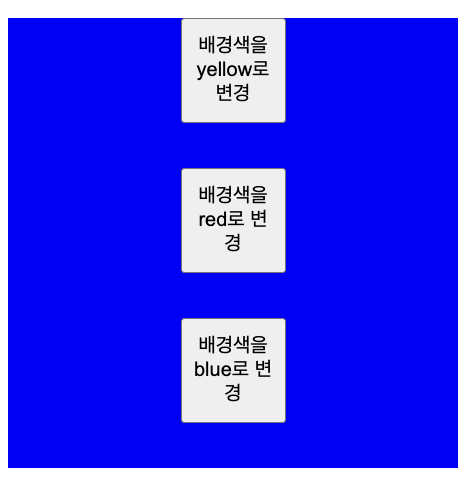 배경색을
yellow로
변경
배경색을
red로 변
경
배경색을
blue로 변
경